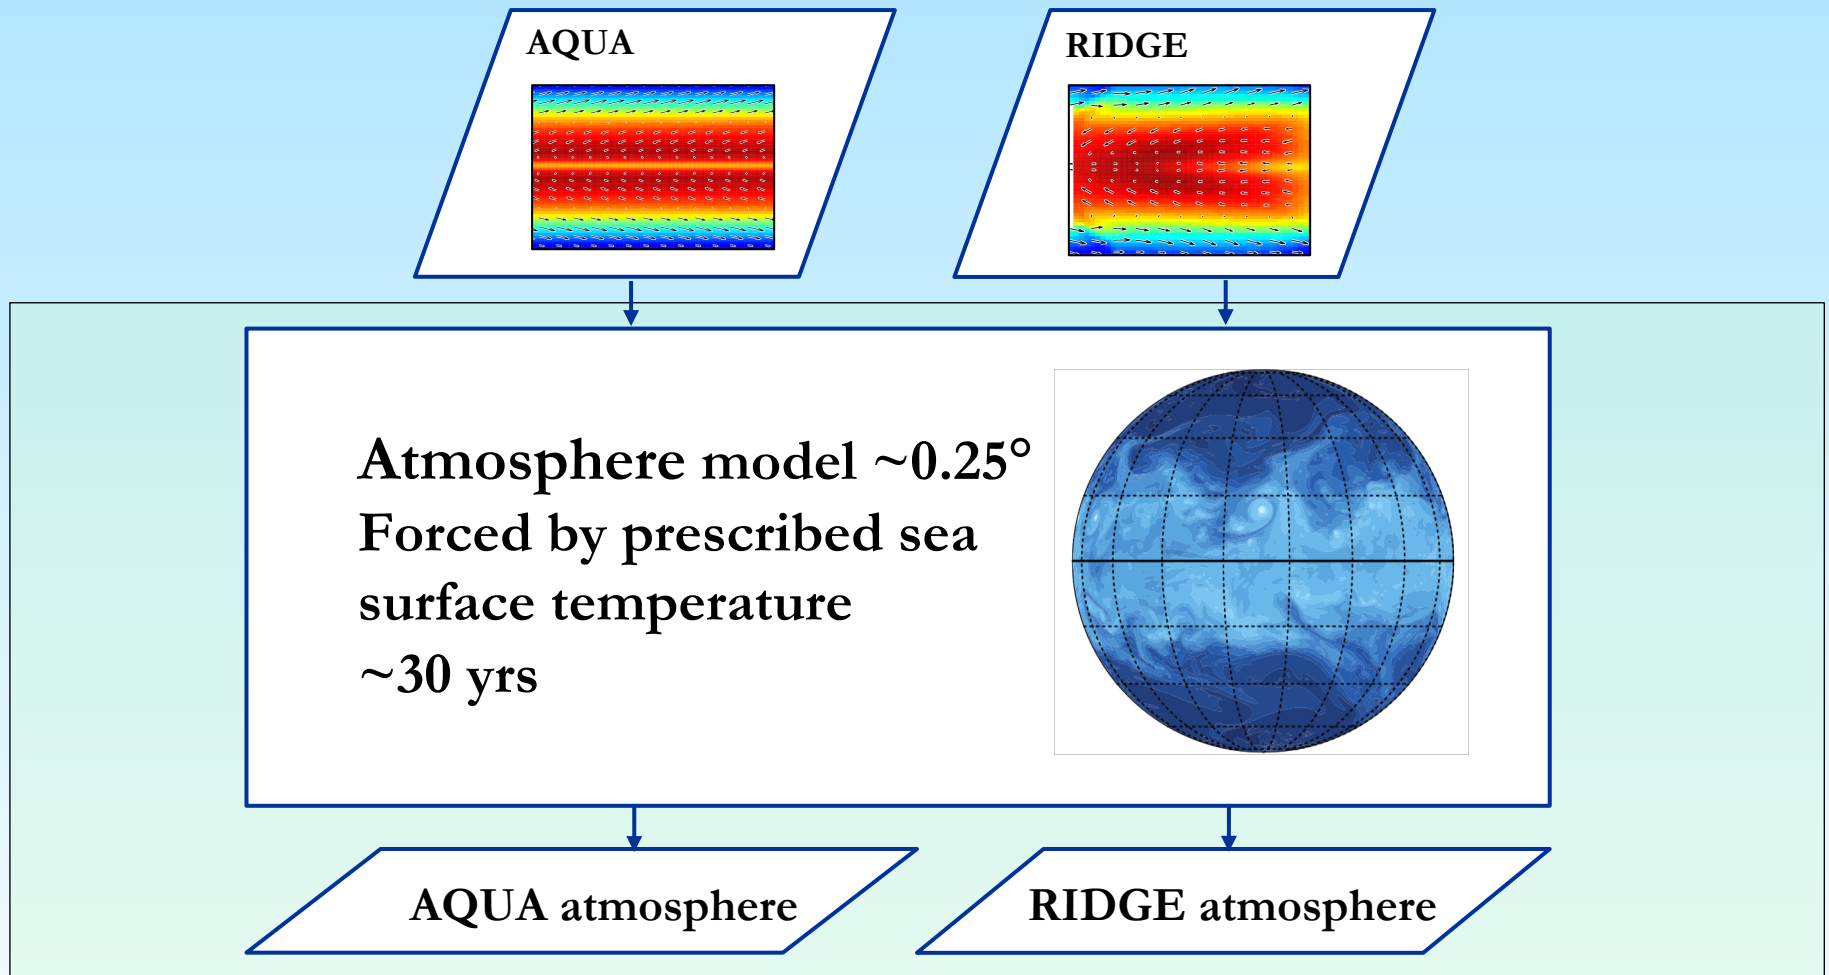 AQUA
RIDGE
Atmosphere model ~0.25°
Forced by prescribed sea
surface temperature
~30 yrs
AQUA atmosphere
RIDGE atmosphere